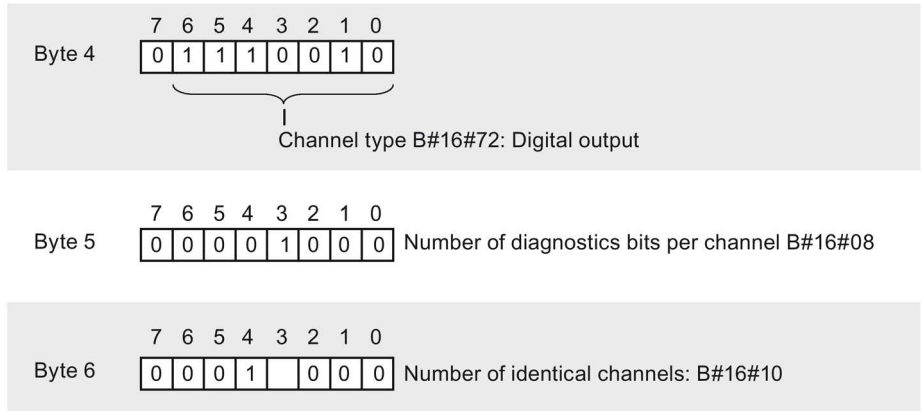 7 6 5 4 3 2 1 0
Byte 4 0 1 1 1 0 0 1 0
Channel type B#16#72: Digital output
7 6 5 4 3 2 1 0
Byte 5 0 0 0 0 1 0 0 0 Number of diagnostics bits per channel B#16#08
7 6 5 4 3 2 1 0
Byte 6 0 0 0 1 0 0 0 Number of identical channels: B#16#10